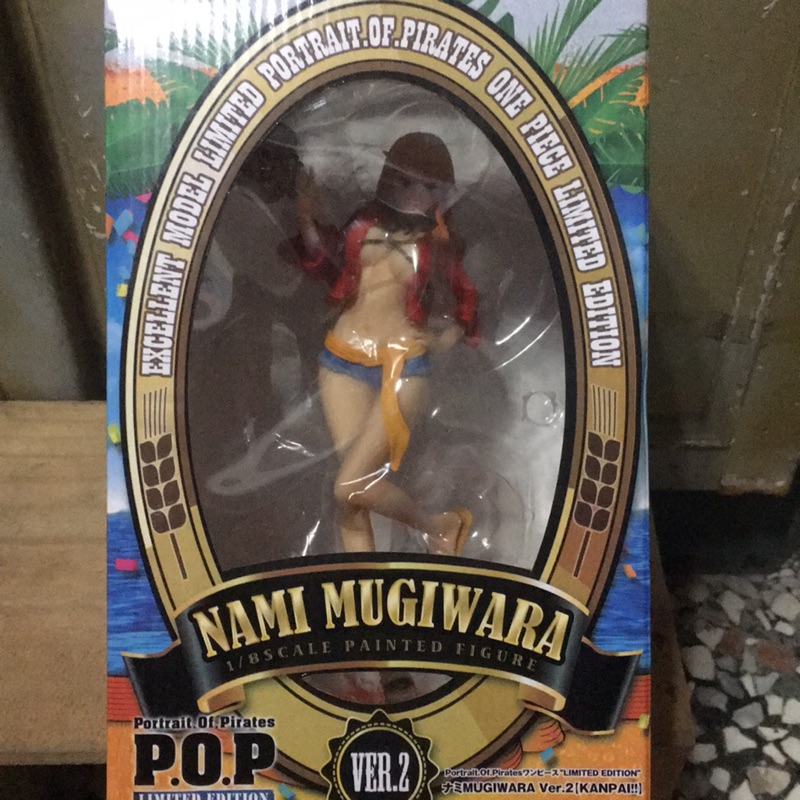 EXCELLENT MODEL LIMITED PORTRAIT.OF.PIRATES ONE PIECE LIMITED EDITION
NAMI MUGIWARA
1/8SCALE PAINTED FIGURE
Portrait.Of.Pirates
P.O.P
LIMITED EDITION
VER.2
Portrait.Of.Piratesワンピース"LIMITED EDITION"
ナミMUGIWARA Ver.2【KANPAI!!】